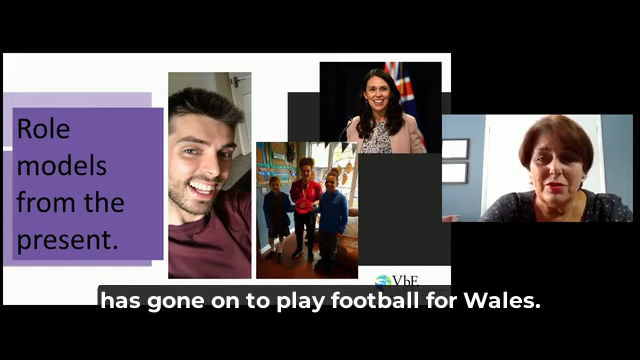 Role
models
from the
present.
VbE
has gone on to play football for Wales.